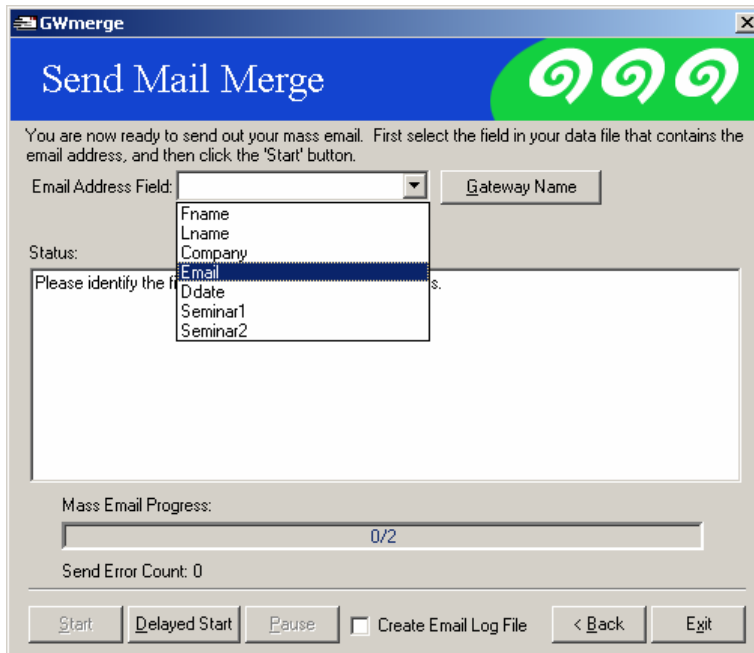 GWmerge
Send Mail Merge
You are now ready to send out your mass email. First select the field in your data file that contains the
email address, and then click the 'Start' button.
Email Address Field:
Gateway Name
Fname
Lname
Company
Email
Ddate
Seminar1
Seminar2
Status:
Please identify the fi s.
Mass Email Progress:
0/2
Send Error Count: 0
Start
Delayed Start
Pause
Create Email Log File
< Back
Exit